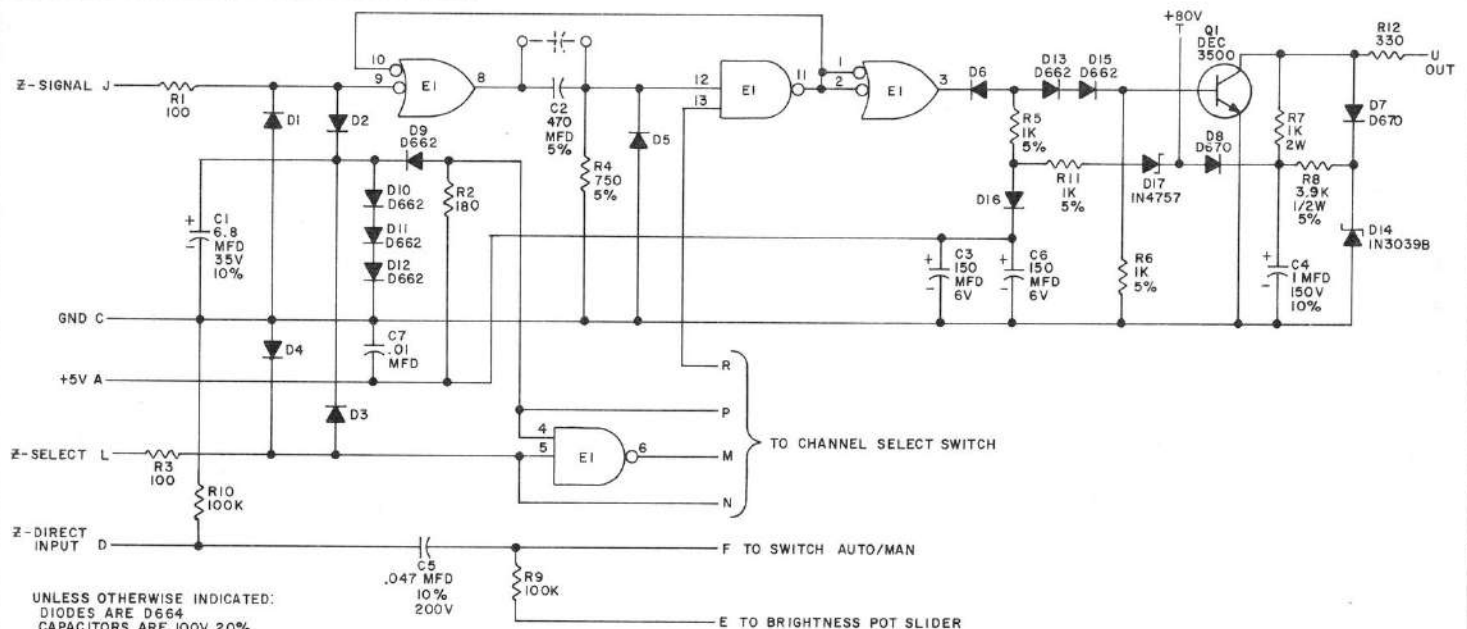 +80V
Q1
DEC
3500
R12
330
U
OUT
Z-SIGNAL J
R1
100
10
9
E1
8
C2
470
MFD
5%
12
13
E1
11
1
2
E1
3
D6
D13
D662
D15
D662
D1
D2
D9
D662
D5
R4
750
5%
R5
1K
5%
R11
1K
5%
D17
IN4757
D8
D670
R7
1K
2W
D7
D670
R8
3.9K
1/2W
5%
D14
IN3039B
C1
6.8
MFD
35V
10%
+
-
D10
D662
D11
D662
D12
D662
R2
180
D16
+
-
C3
150
MFD
6V
+
-
C6
150
MFD
6V
R6
1K
5%
+
-
C4
1 MFD
150V
10%
GND C
D4
C7
.01
MFD
+5V A
D3
R
P
4
5
E1
6
M
N
TO CHANNEL SELECT SWITCH
Z-SELECT L
R3
100
R10
100K
Z-DIRECT
INPUT D
C5
.047 MFD
10%
200V
R9
100K
F TO SWITCH AUTO/MAN
E TO BRIGHTNESS POT SLIDER
UNLESS OTHERWISE INDICATED:
DIODES ARE D664
CAPACITORS ARE 100V 20%